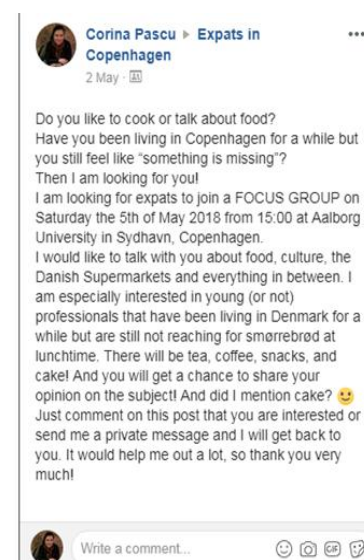 Corina Pascu ▸ Expats in
Copenhagen
2 May ·
Do you like to cook or talk about food?
Have you been living in Copenhagen for a while but
you still feel like “something is missing”?
Then I am looking for you!
I am looking for expats to join a FOCUS GROUP on
Saturday the 5th of May 2018 from 15:00 at Aalborg
University in Sydhavn, Copenhagen.
I would like to talk with you about food, culture, the
Danish Supermarkets and everything in between. I
am especially interested in young (or not)
professionals that have been living in Denmark for a
while but are still not reaching for smørrebrød at
lunchtime. There will be tea, coffee, snacks, and
cake! And you will get a chance to share your
opinion on the subject! And did I mention cake? 🙂
Just comment on this post that you are interested or
send me a private message and I will get back to
you. It would help me out a lot, so thank you very
much!
Write a comment...
GIF